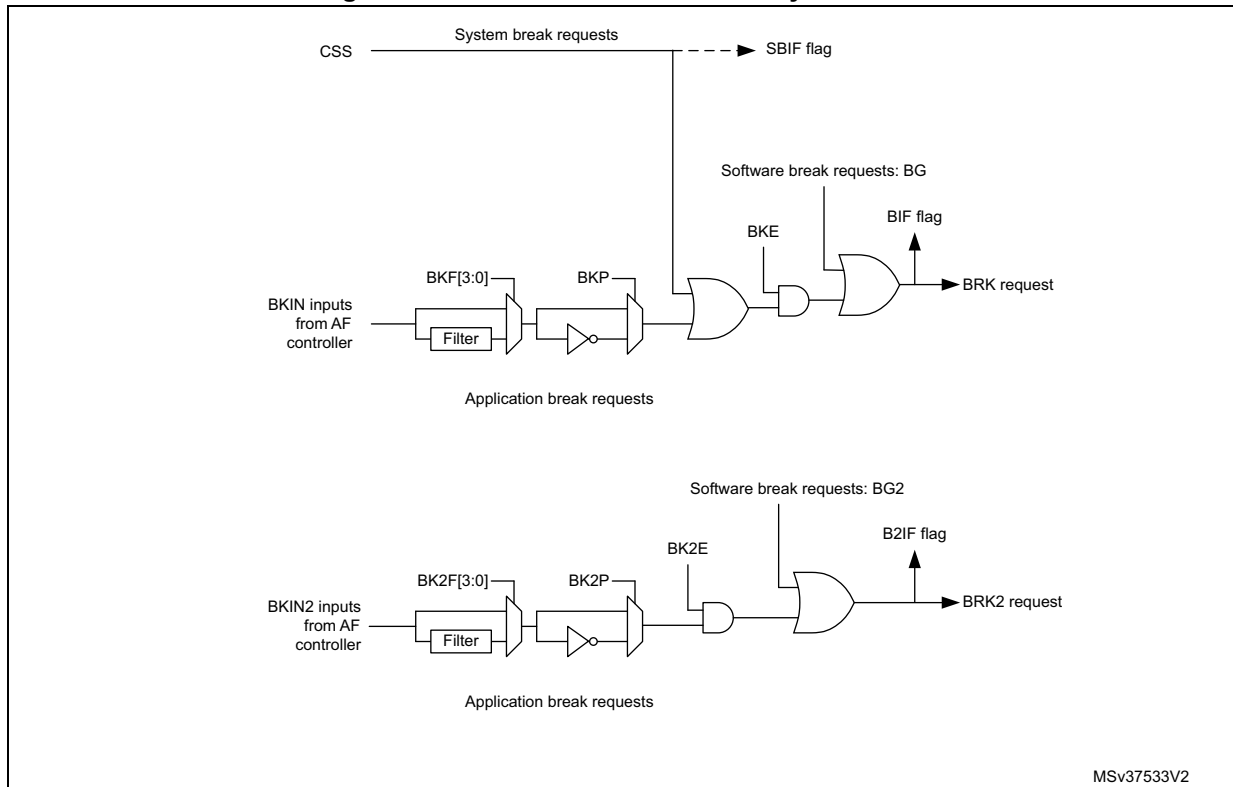 System break requests
CSS
SBIF flag
Software break requests: BG
BIF flag
BKE
BKF[3:0]
BKP
BRK request
BKIN inputs
from AF
controller
Filter
Application break requests
Software break requests: BG2
B2IF flag
BK2E
BK2F[3:0]
BK2P
BRK2 request
BKIN2 inputs
from AF
controller
Filter
Application break requests
MSv37533V2